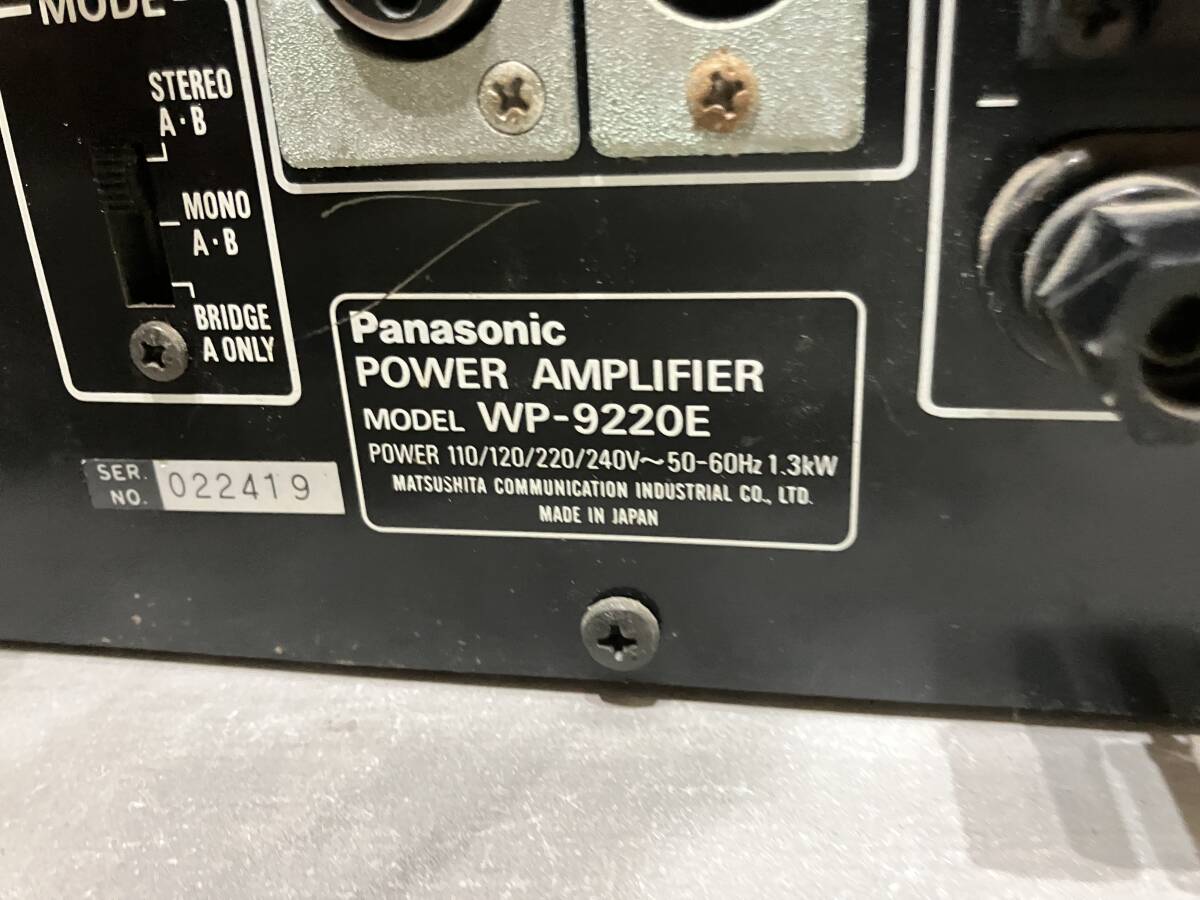 MODE
STEREO
A·B
MONO
A·B
BRIDGE
A ONLY
Panasonic
POWER AMPLIFIER
MODEL WP-9220E
POWER 110/120/220/240V~50-60Hz 1.3kW
MATSUSHITA COMMUNICATION INDUSTRIAL CO., LTD.
MADE IN JAPAN
SER.
NO. 022419